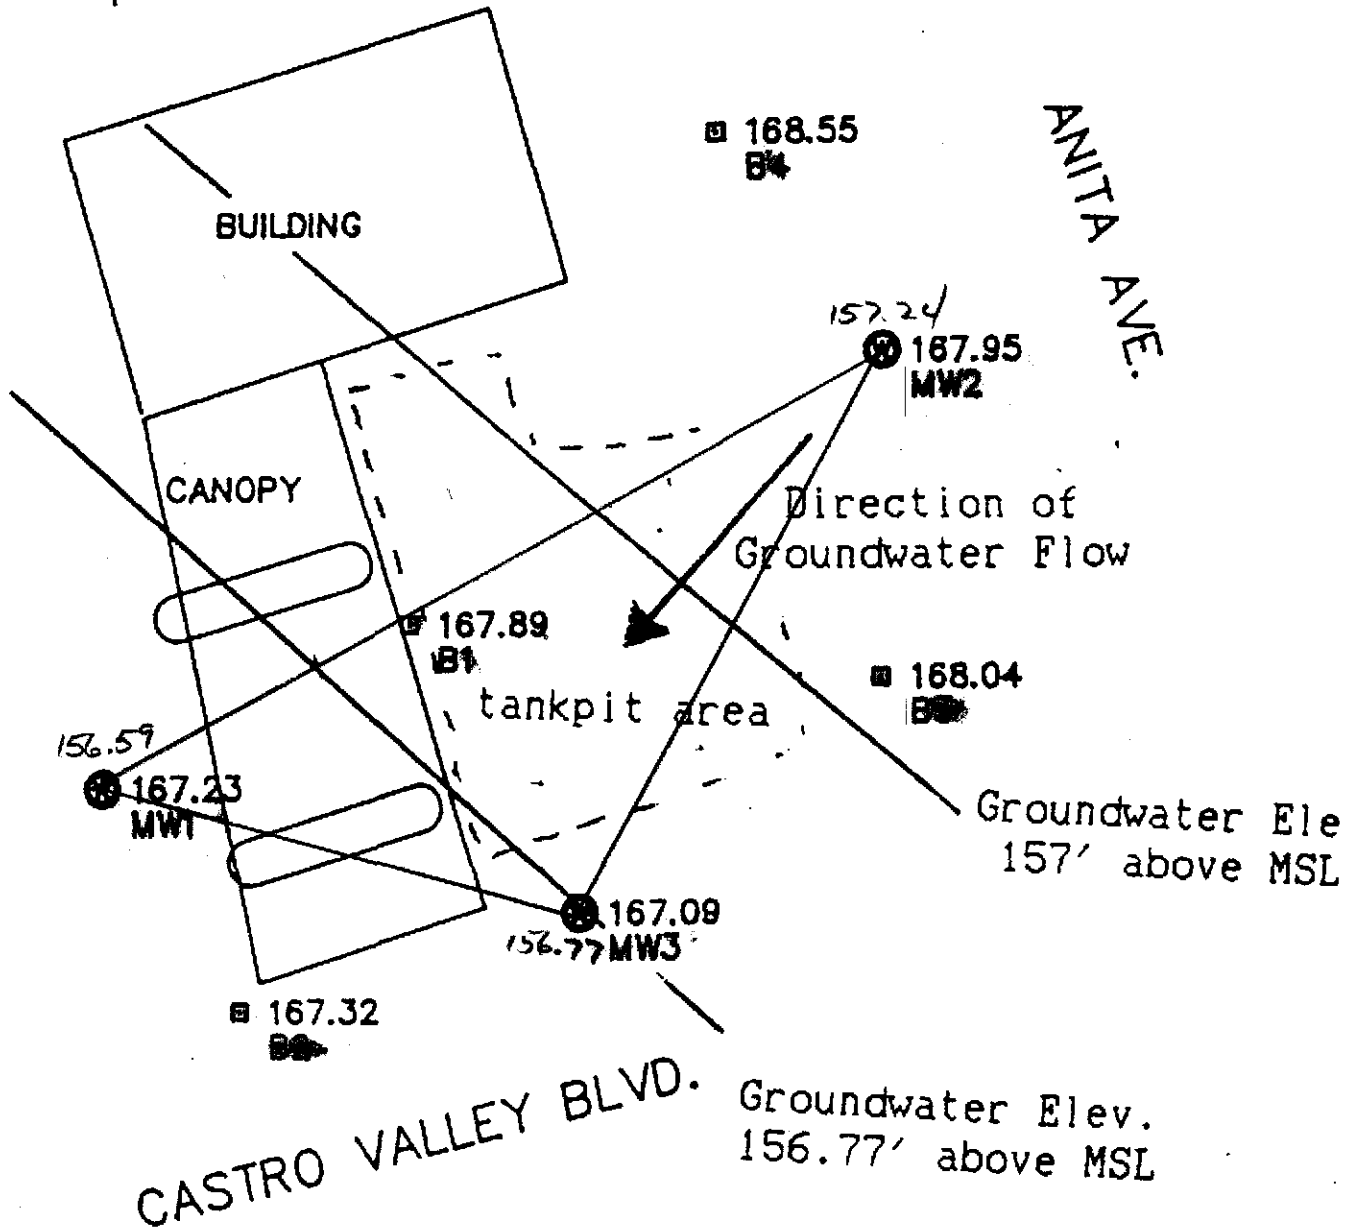 168.55
B4
ANITA AVE.
BUILDING
157.24
167.95
MW2
CANOPY
Direction of
Groundwater Flow
167.89
B1
168.04
tankpit area
156.59
167.23
MW1
Groundwater Ele
157' above MSL
167.09
156.77 MW3
167.32
CASTRO VALLEY BLVD.
Groundwater Elev.
156.77' above MSL